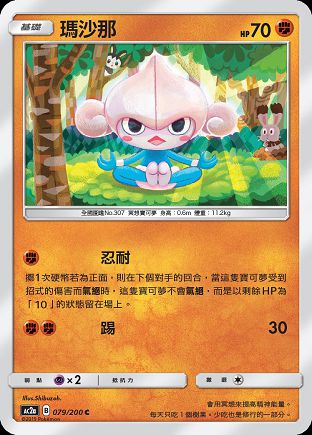 基礎 瑪沙那 HP70
全國圖鑑No.307 冥想寶可夢 身高:0.6m 體重:11.2kg
忍耐
擲1次硬幣若為正面,則在下個對手的回合,當這隻寶可夢受到
招式的傷害而氣絕時,這隻寶可夢不會氣絕,而是以剩餘HP為
「10」的狀態留在場上。
踢 30
弱點 ×2 抵抗力 撤退
Illus.Shibuzoh.
AC2a B 079/200 C
©2019 Pokémon
會用冥想來提高精神能量。
每天只吃1個樹果,少吃也是修行的一部分。